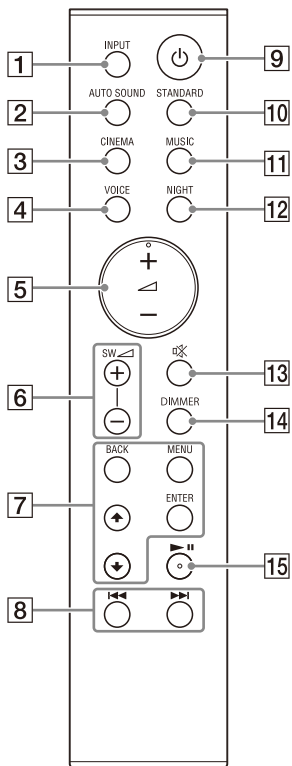 INPUT
1
9
AUTO SOUND STANDARD
2
10
CINEMA MUSIC
3
11
VOICE NIGHT
4
12
+
5
−
SW
+
13
6
−
DIMMER
14
BACK MENU
7
ENTER
15
8